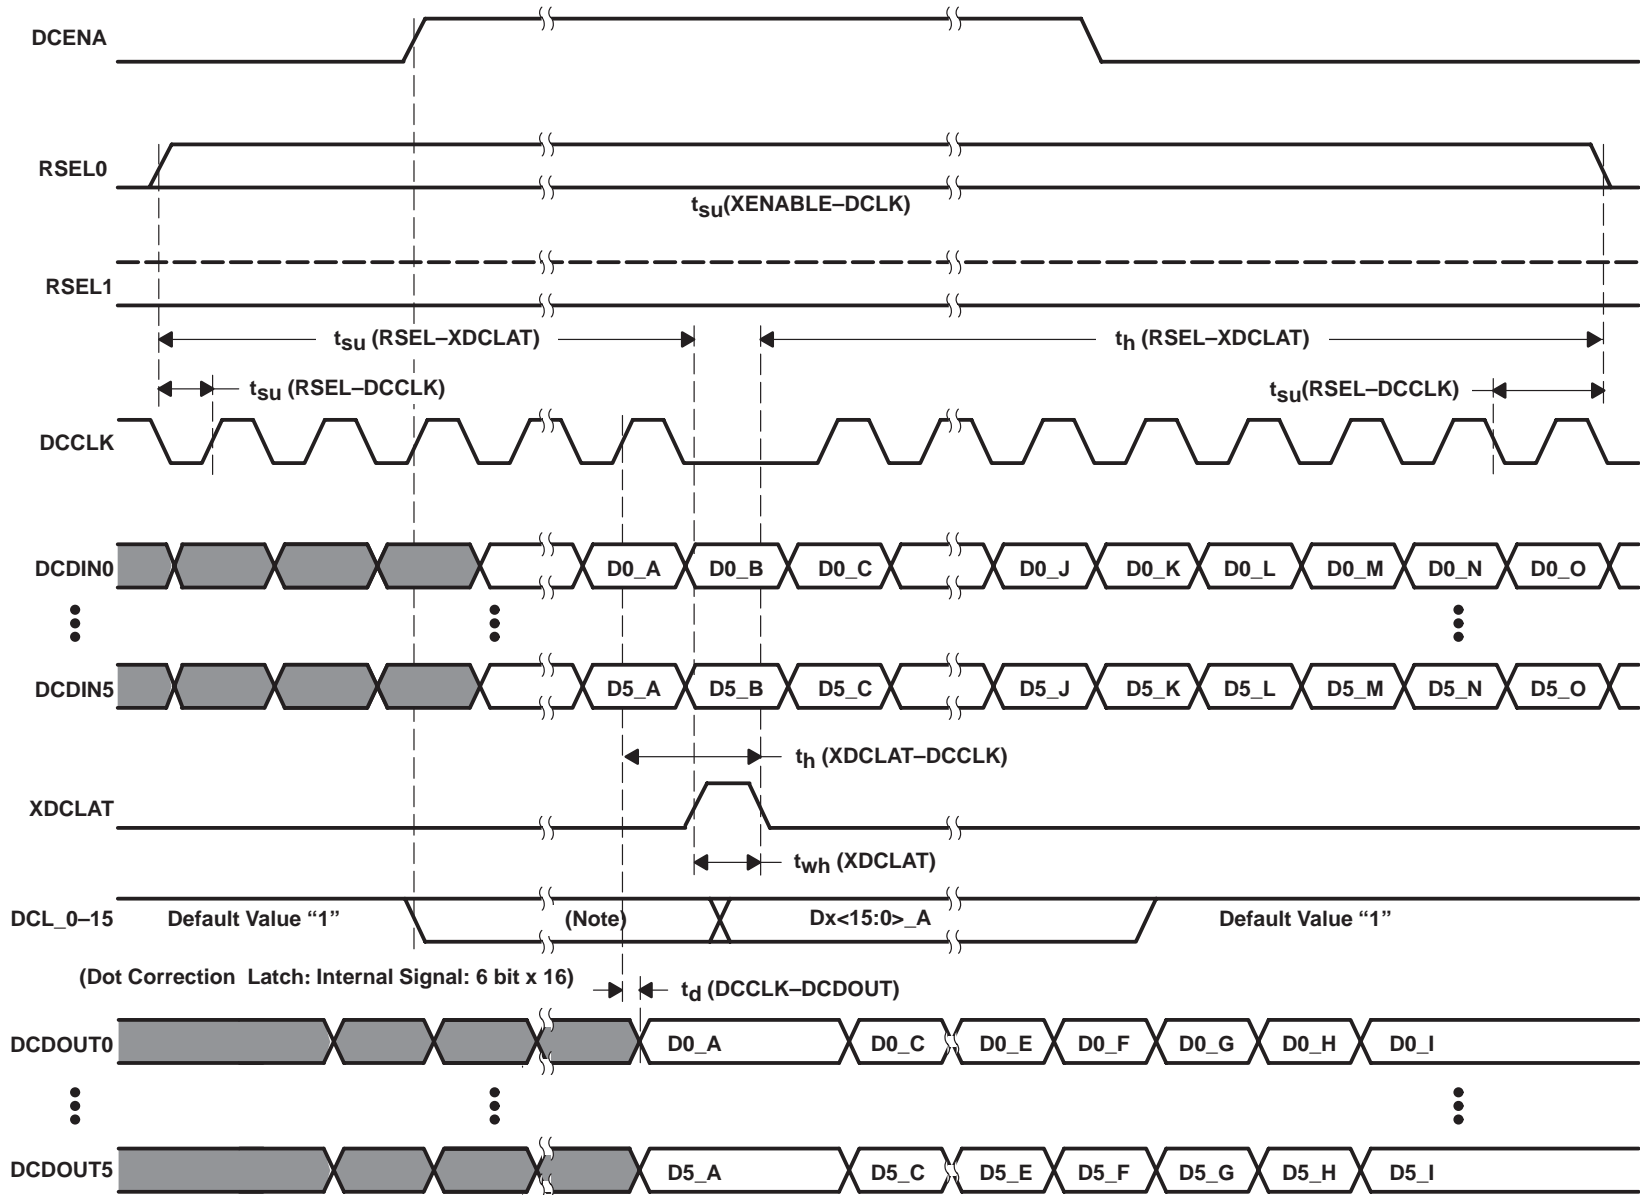 DCENA
RSEL0
tsu(XENABLE–DCLK)
RSEL1
tsu (RSEL–XDCLAT)
th (RSEL–XDCLAT)
tsu (RSEL–DCCLK)
tsu(RSEL–DCCLK)
DCCLK
DCDIN0 D0_A D0_B D0_C D0_J D0_K D0_L D0_M D0_N D0_O
DCDIN5 D5_A D5_B D5_C D5_J D5_K D5_L D5_M D5_N D5_O
th (XDCLAT–DCCLK)
XDCLAT
twh (XDCLAT)
DCL_0–15 Default Value “1” (Note) Dx<15:0>_A Default Value “1”
(Dot Correction Latch: Internal Signal: 6 bit x 16)
td (DCCLK–DCDOUT)
DCDOUT0 D0_A D0_C D0_E D0_F D0_G D0_H D0_I
DCDOUT5 D5_A D5_C D5_E D5_F D5_G D5_H D5_I